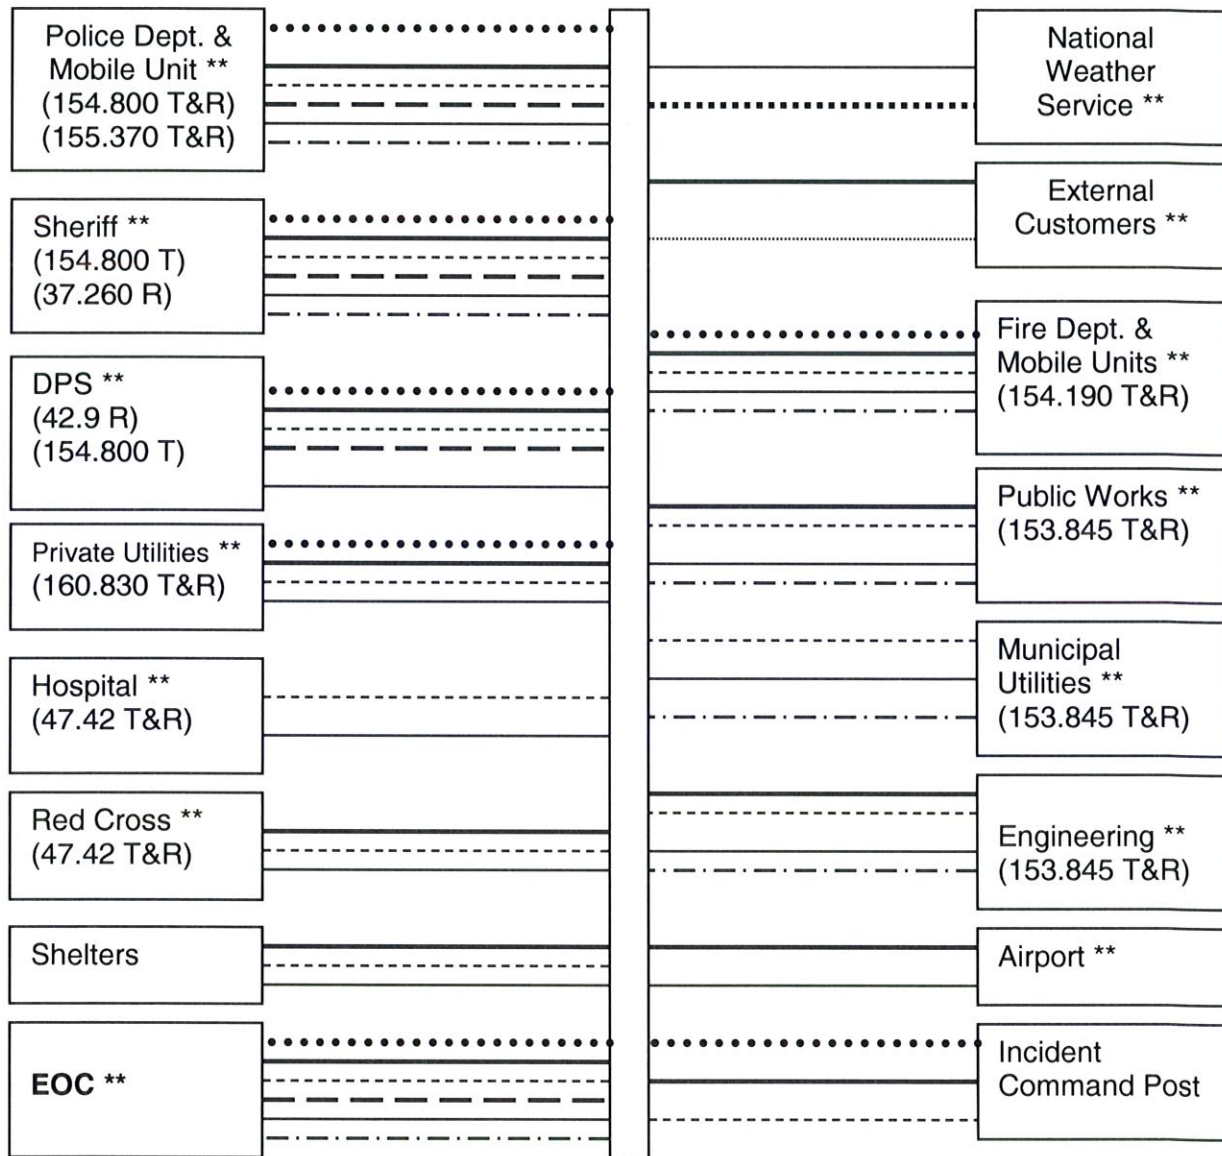 Police Dept. &
Mobile Unit **
(154.800 T&R)
(155.370 T&R)
Sheriff **
(154.800 T)
(37.260 R)
DPS **
(42.9 R)
(154.800 T)
Private Utilities **
(160.830 T&R)
Hospital **
(47.42 T&R)
Red Cross **
(47.42 T&R)
Shelters
EOC **
National
Weather
Service **
External
Customers **
Fire Dept. &
Mobile Units **
(154.190 T&R)
Public Works **
(153.845 T&R)
Municipal
Utilities **
(153.845 T&R)
Engineering **
(153.845 T&R)
Airport **
Incident
Command Post